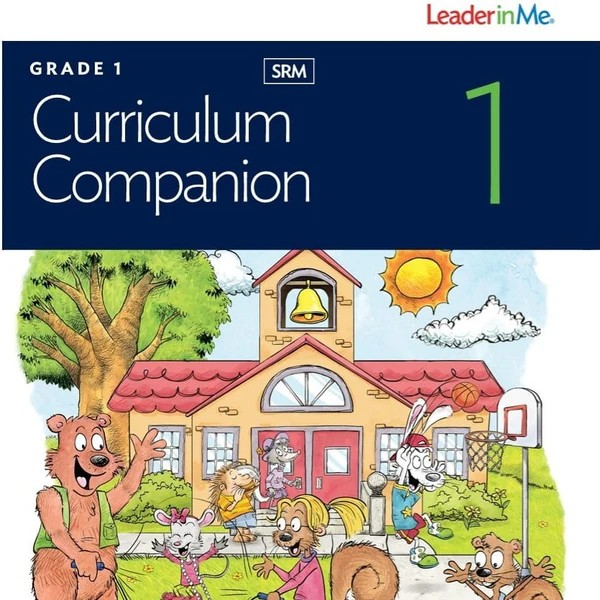 LeaderinMe®
GRADE 1
SRM
1
Curriculum
Companion